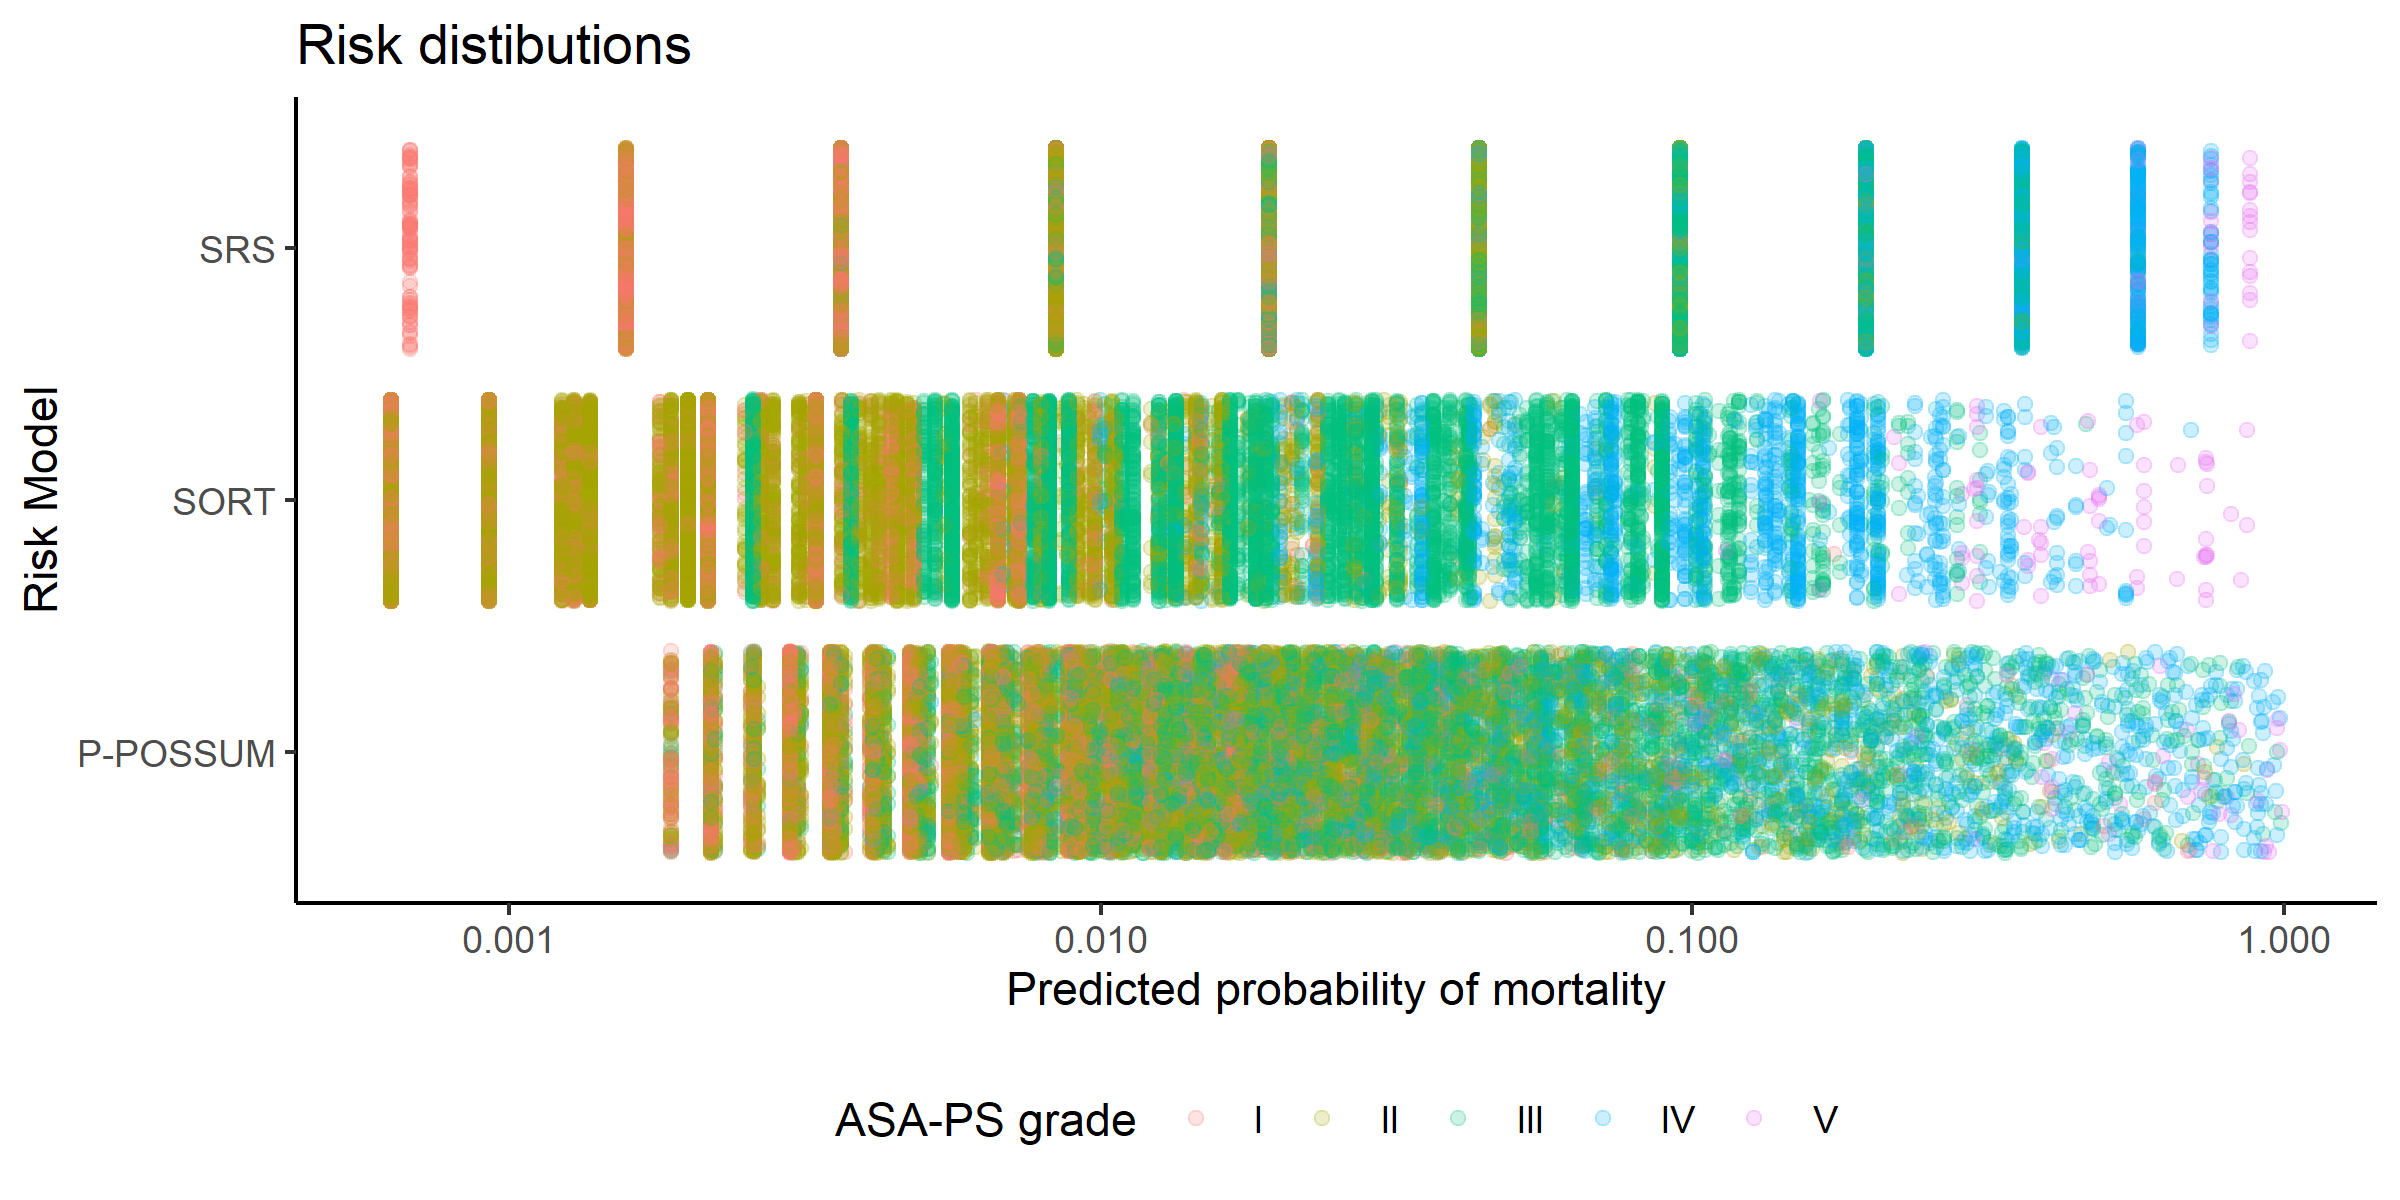 Risk distibutions
Risk Model
SRS
SORT
P-POSSUM
0.001 0.010 0.100 1.000
Predicted probability of mortality
ASA-PS grade I II III IV V